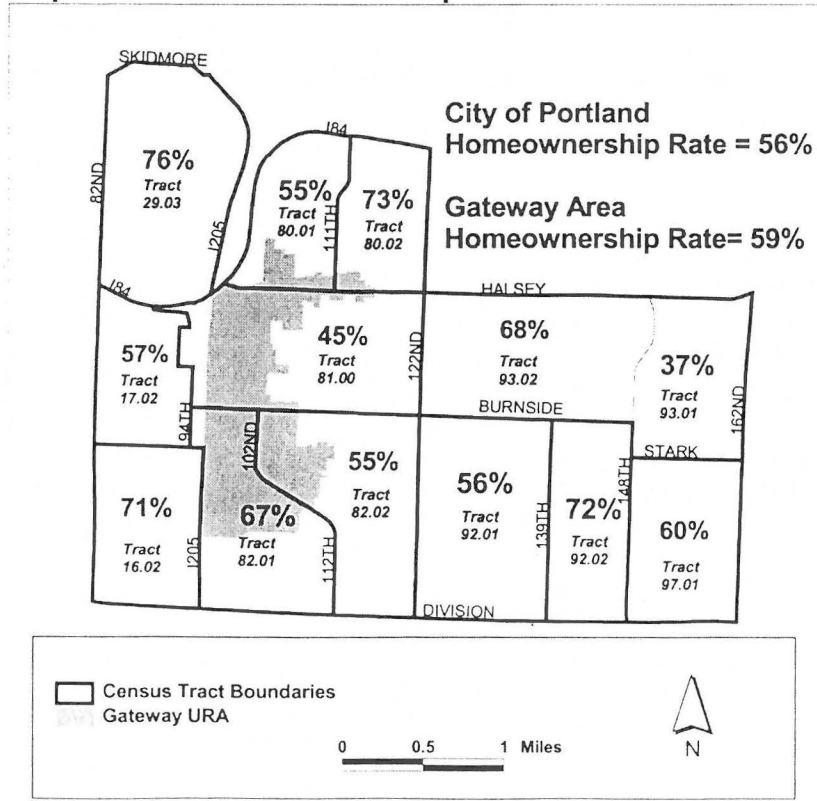 SKIDMORE
I84
City of Portland
Homeownership Rate = 56%
76%
Tract
29.03
82ND
I205
55%
Tract
80.01
111TH
73%
Tract
80.02
Gateway Area
Homeownership Rate= 59%
I84
HALSEY
57%
Tract
17.02
94TH
45%
Tract
81.00
122ND
68%
Tract
93.02
37%
Tract
93.01
162ND
BURNSIDE
STARK
102ND
71%
Tract
16.02
I205
67%
Tract
82.01
112TH
55%
Tract
82.02
56%
Tract
92.01
139TH
72%
Tract
92.02
148TH
60%
Tract
97.01
DIVISION
Census Tract Boundaries
Gateway URA
0 0.5 1 Miles
N